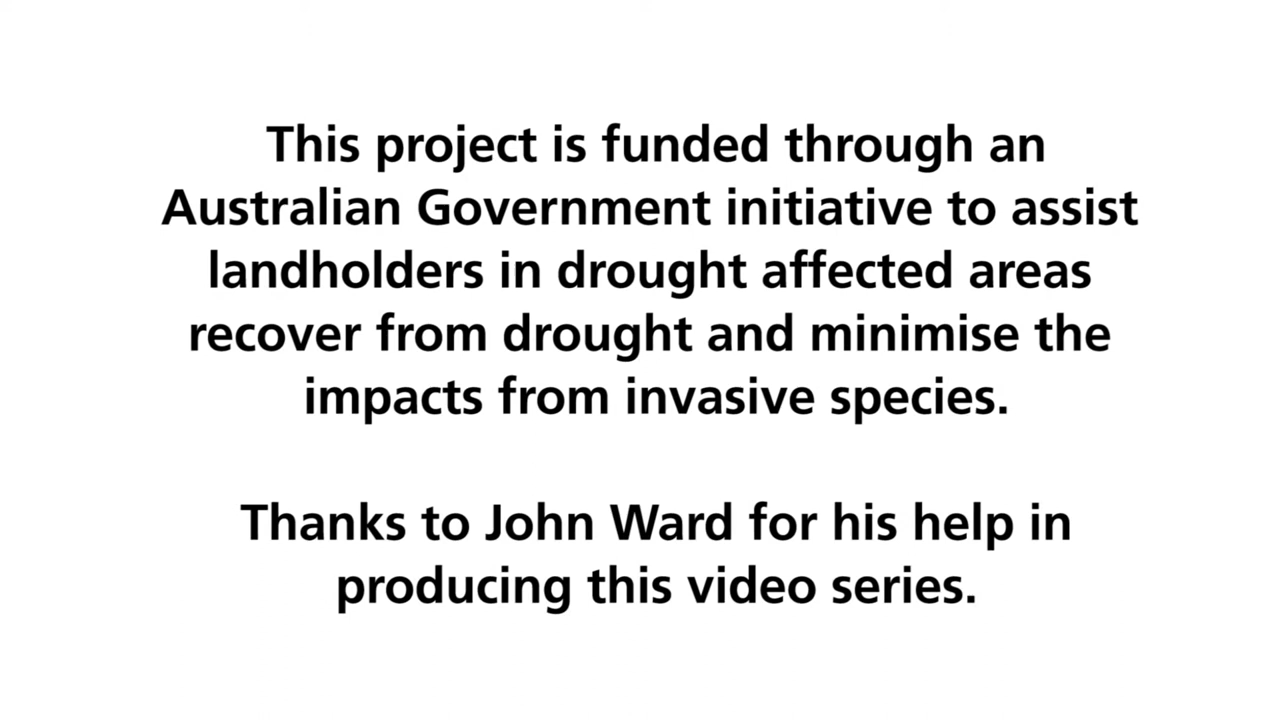 This project is funded through an
Australian Government initiative to assist
landholders in drought affected areas
recover from drought and minimise the
impacts from invasive species.
Thanks to John Ward for his help in
producing this video series.